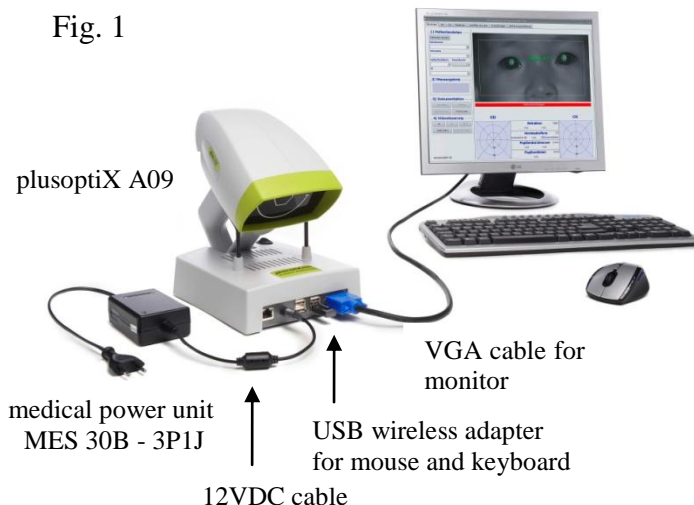 Fig. 1
plusoptiX A09
VGA cable for
monitor
medical power unit
MES 30B - 3P1J
USB wireless adapter
for mouse and keyboard
12VDC cable